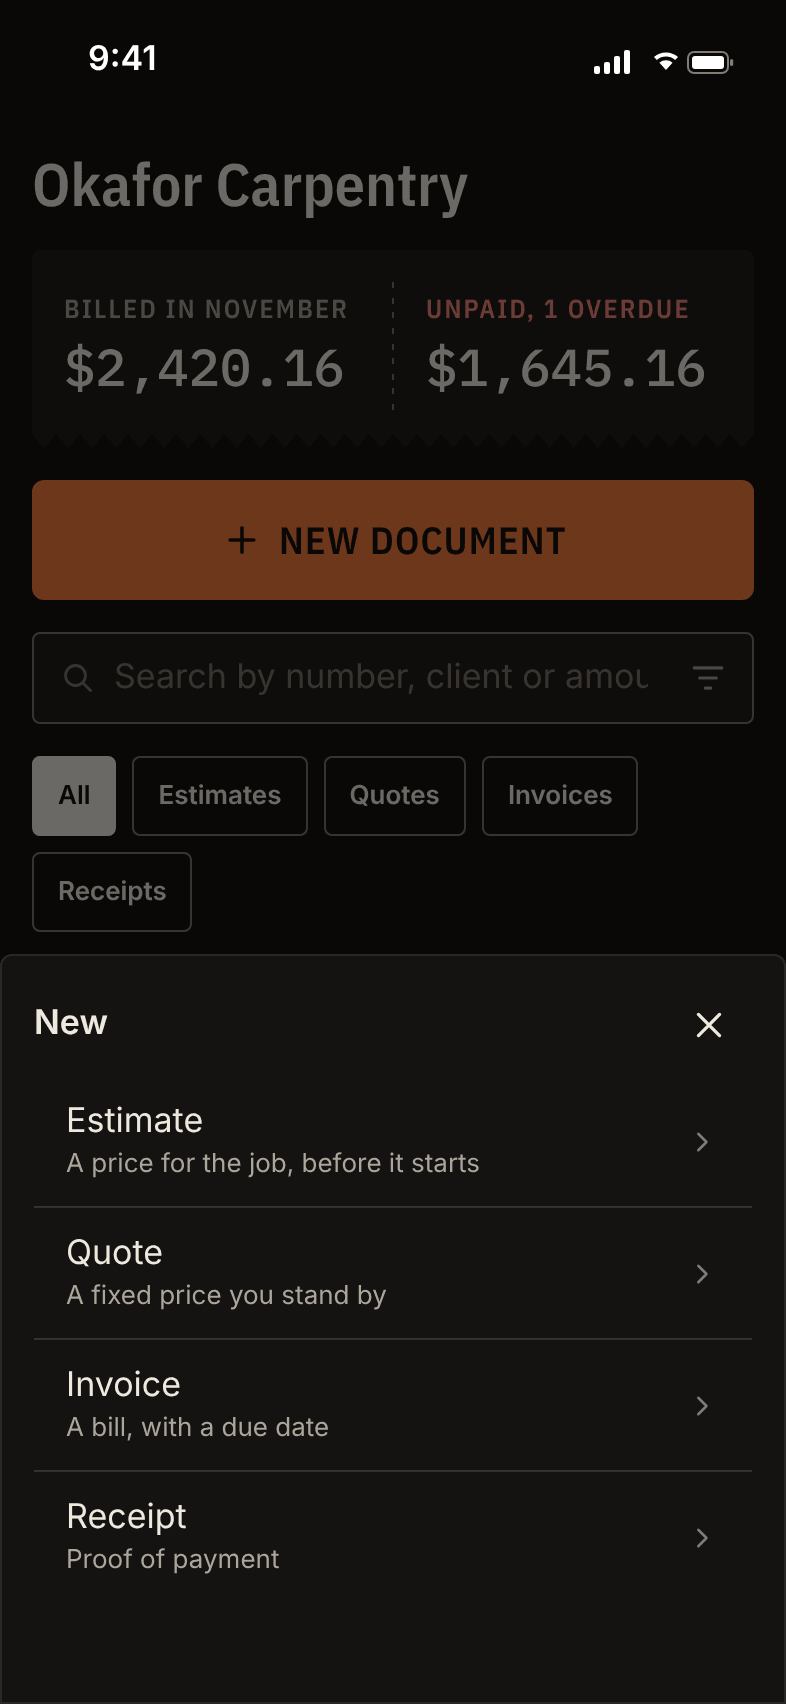 9:41
Okafor Carpentry
BILLED IN NOVEMBER
$2,420.16
UNPAID, 1 OVERDUE
$1,645.16
+ NEW DOCUMENT
Search by number, client or amou
All
Estimates
Quotes
Invoices
Receipts
New
Estimate
A price for the job, before it starts
Quote
A fixed price you stand by
Invoice
A bill, with a due date
Receipt
Proof of payment